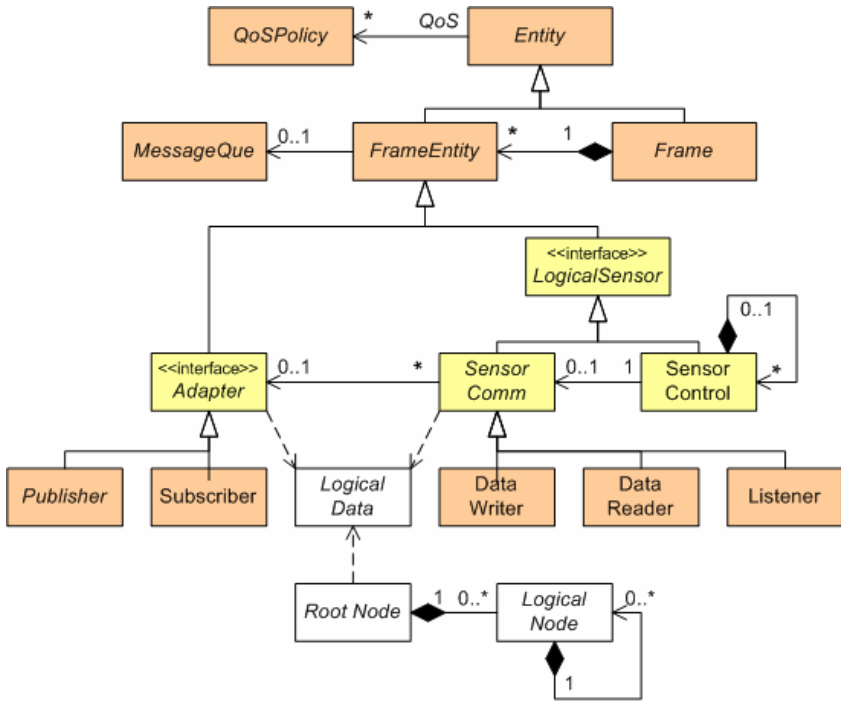 QoSPolicy
*
QoS
Entity
MessageQue
0..1
FrameEntity
*
1
Frame
<<interface>>
LogicalSensor
0..1
<<interface>>
Adapter
0..1
*
Sensor
Comm
0..1
1
Sensor
Control
*
Publisher
Subscriber
Logical
Data
Data
Writer
Data
Reader
Listener
Root Node
1
0..*
Logical
Node
0..*
1